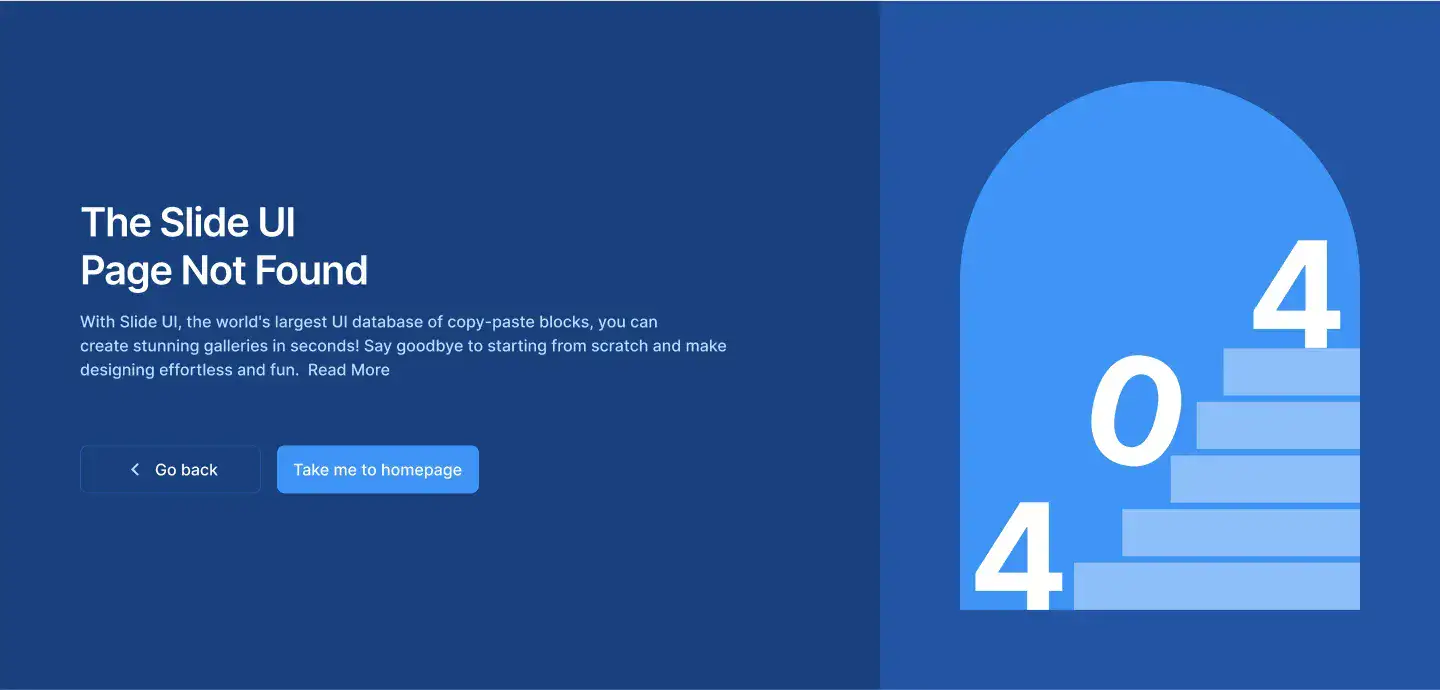 The Slide UI
Page Not Found
With Slide UI, the world's largest UI database of copy-paste blocks, you can
create stunning galleries in seconds! Say goodbye to starting from scratch and make
designing effortless and fun.  Read More
Go back
Take me to homepage
4
0
4